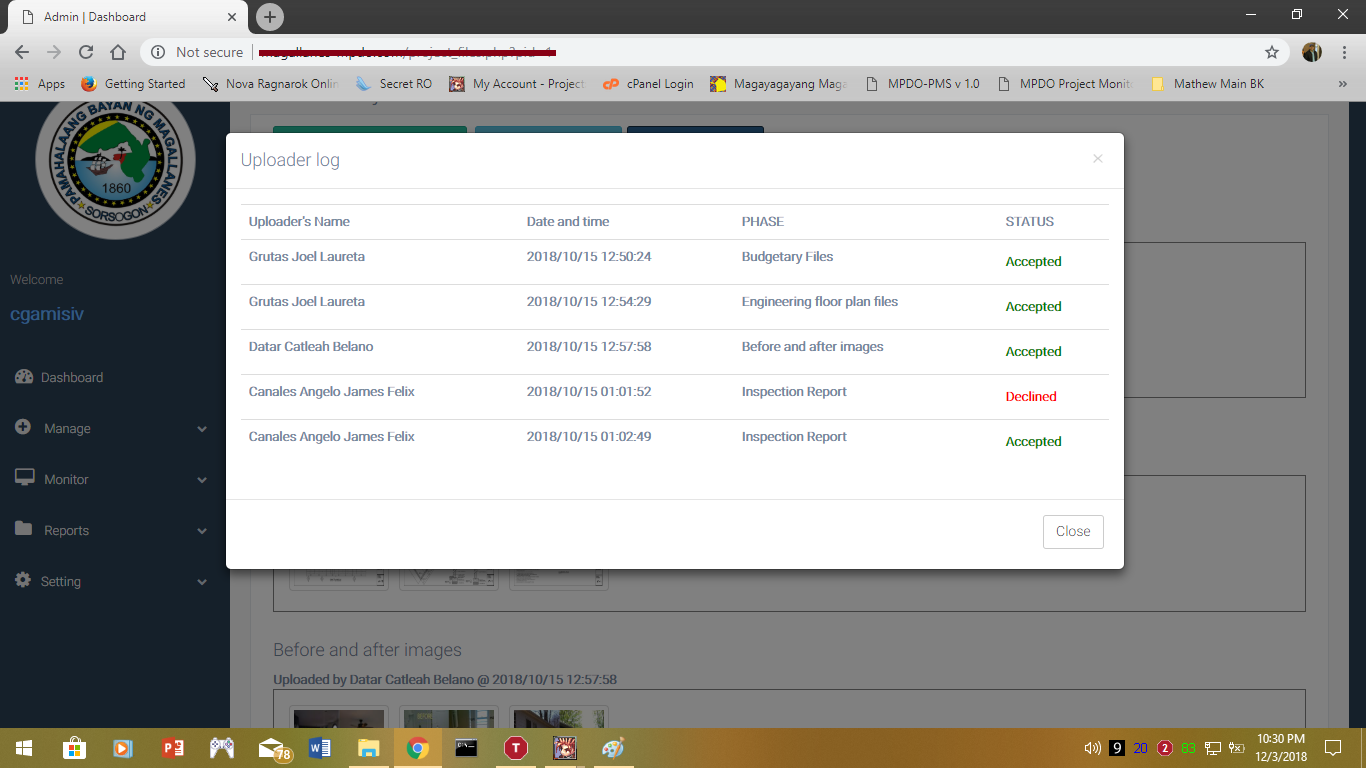 Admin | Dashboard
Not secure
Apps Getting Started Nova Ragnarok Onlin Secret RO My Account - Project cPanel Login Magayagayang Maga MPDO-PMS v 1.0 MPDO Project Monit Mathew Main BK »
PAMAHALAANG BAYAN NG MAGALLANES
1860
SORSOGON
Welcome
cgamisiv
Dashboard
Manage
Monitor
Reports
Setting
Uploader log ×
Uploader's Name Date and time PHASE STATUS
Grutas Joel Laureta 2018/10/15 12:50:24 Budgetary Files Accepted
Grutas Joel Laureta 2018/10/15 12:54:29 Engineering floor plan files Accepted
Datar Catleah Belano 2018/10/15 12:57:58 Before and after images Accepted
Canales Angelo James Felix 2018/10/15 01:01:52 Inspection Report Declined
Canales Angelo James Felix 2018/10/15 01:02:49 Inspection Report Accepted
Close
Before and after images
Uploaded by Datar Catleah Belano @ 2018/10/15 12:57:58
78
T
9 20 2 83
10:30 PM
12/3/2018